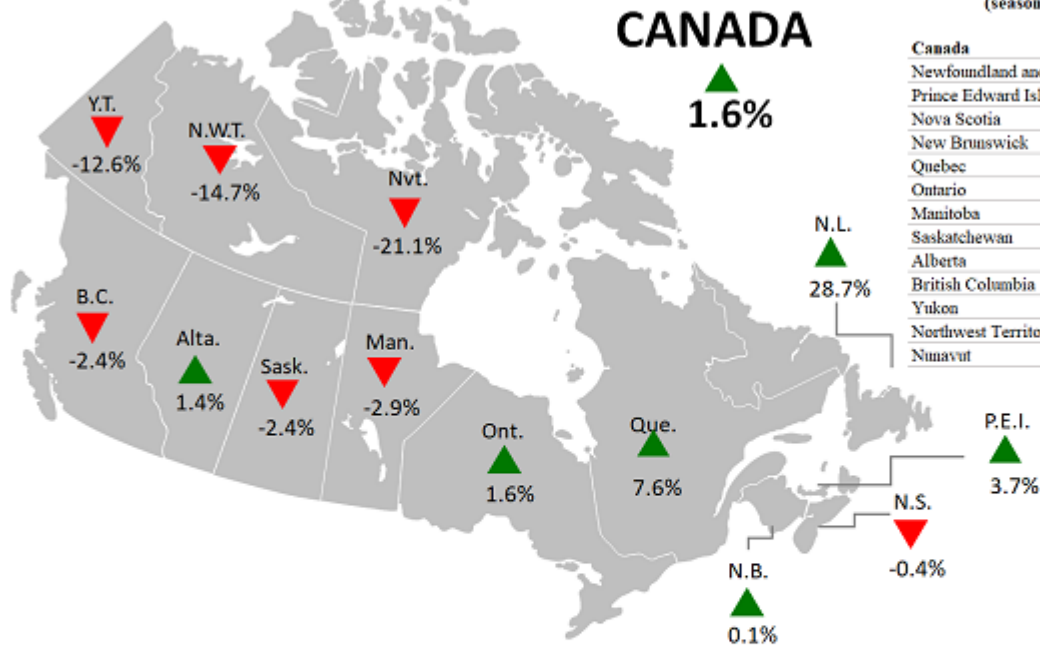 (season
CANADA
1.6%
Canada
Newfoundland and
Prince Edward Isl
Nova Scotia
New Brunswick
Quebec
Ontario
Manitoba
Saskatchewan
Alberta
British Columbia
Yukon
Northwest Territo
Nunavut
Y.T.
-12.6%
N.W.T.
-14.7%
Nvt.
-21.1%
N.L.
28.7%
B.C.
-2.4%
Alta.
1.4%
Sask.
-2.4%
Man.
-2.9%
Ont.
1.6%
Que.
7.6%
P.E.I.
3.7%
N.S.
-0.4%
N.B.
0.1%